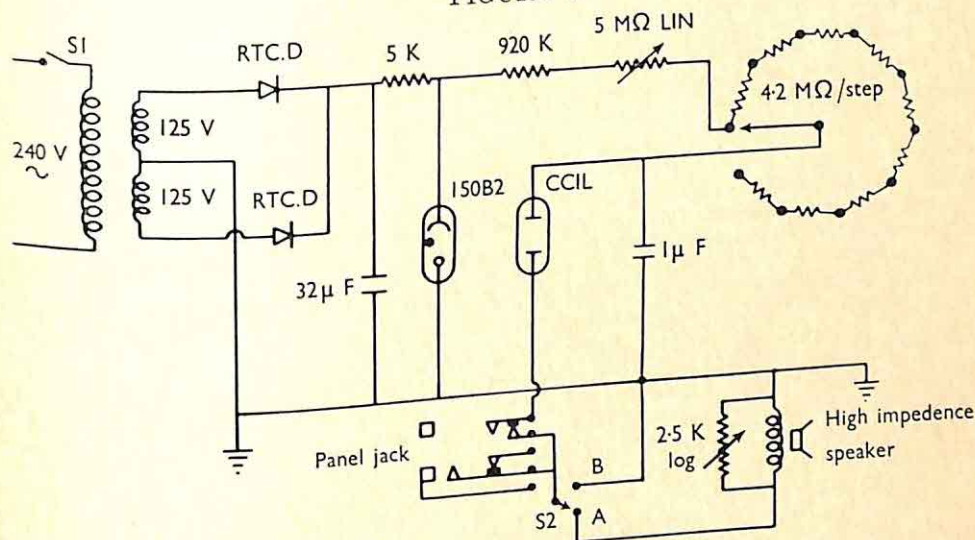 S1
RTC.D
5 K
920 K
5 MΩ LIN
4·2 MΩ/step
240 V
~
125 V
125 V
RTC.D
150B2
CCIL
32μ F
1μ F
Panel jack
B
S2
A
2·5 K
log
High impedence
speaker